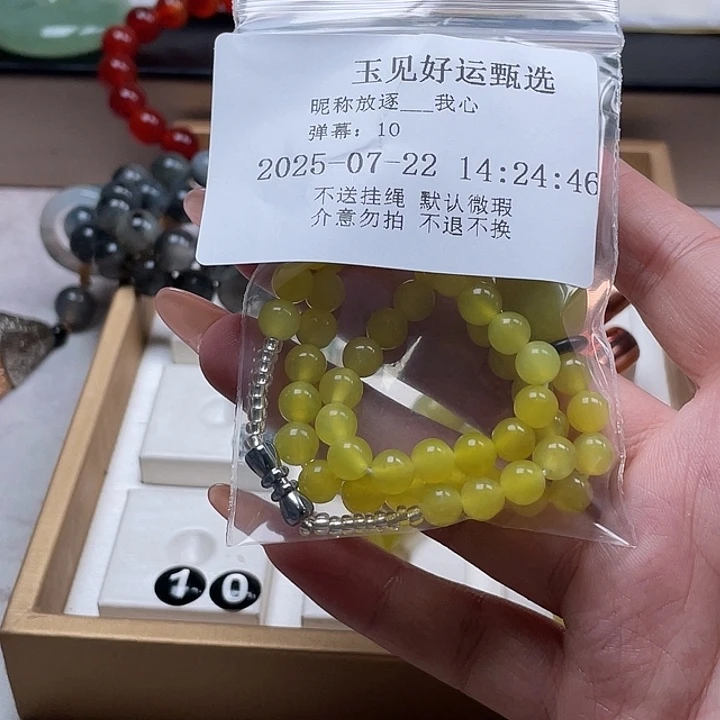 玉见好运甄选
昵称放逐___我心
弹幕：10
2025-07-22 14:24:46
不送挂绳 默认微瑕
介意勿拍 不退不换
10